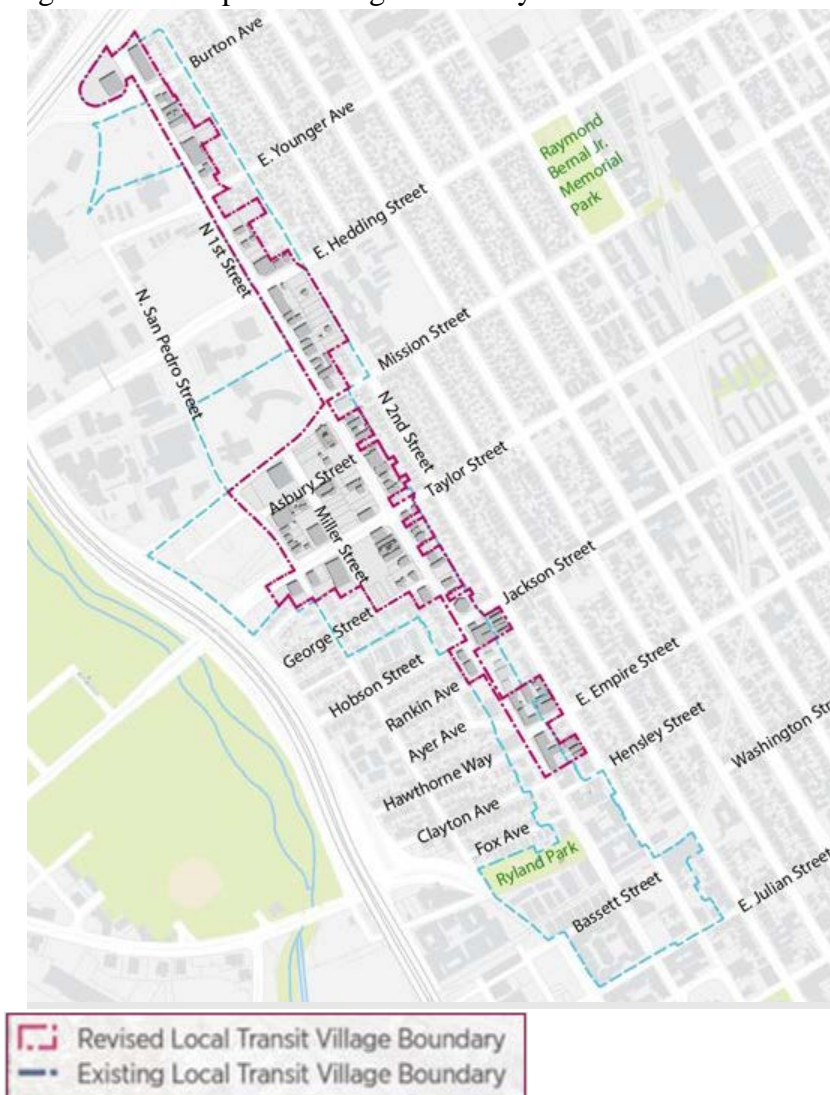 Burton Ave
E. Younger Ave
Raymond
Bernal Jr.
Memorial
Park
E. Hedding Street
N 1st Street
N. San Pedro Street
Mission Street
N 2nd Street
Taylor Street
Asbury Street
Miller Street
Jackson Street
George Street
E. Empire Street
Hobson Street
Rankin Ave
Hensley Street
Ayer Ave
Washington Str
Hawthorne Way
Clayton Ave
Fox Ave
Ryland Park
Bassett Street
E. Julian Street
Revised Local Transit Village Boundary
Existing Local Transit Village Boundary